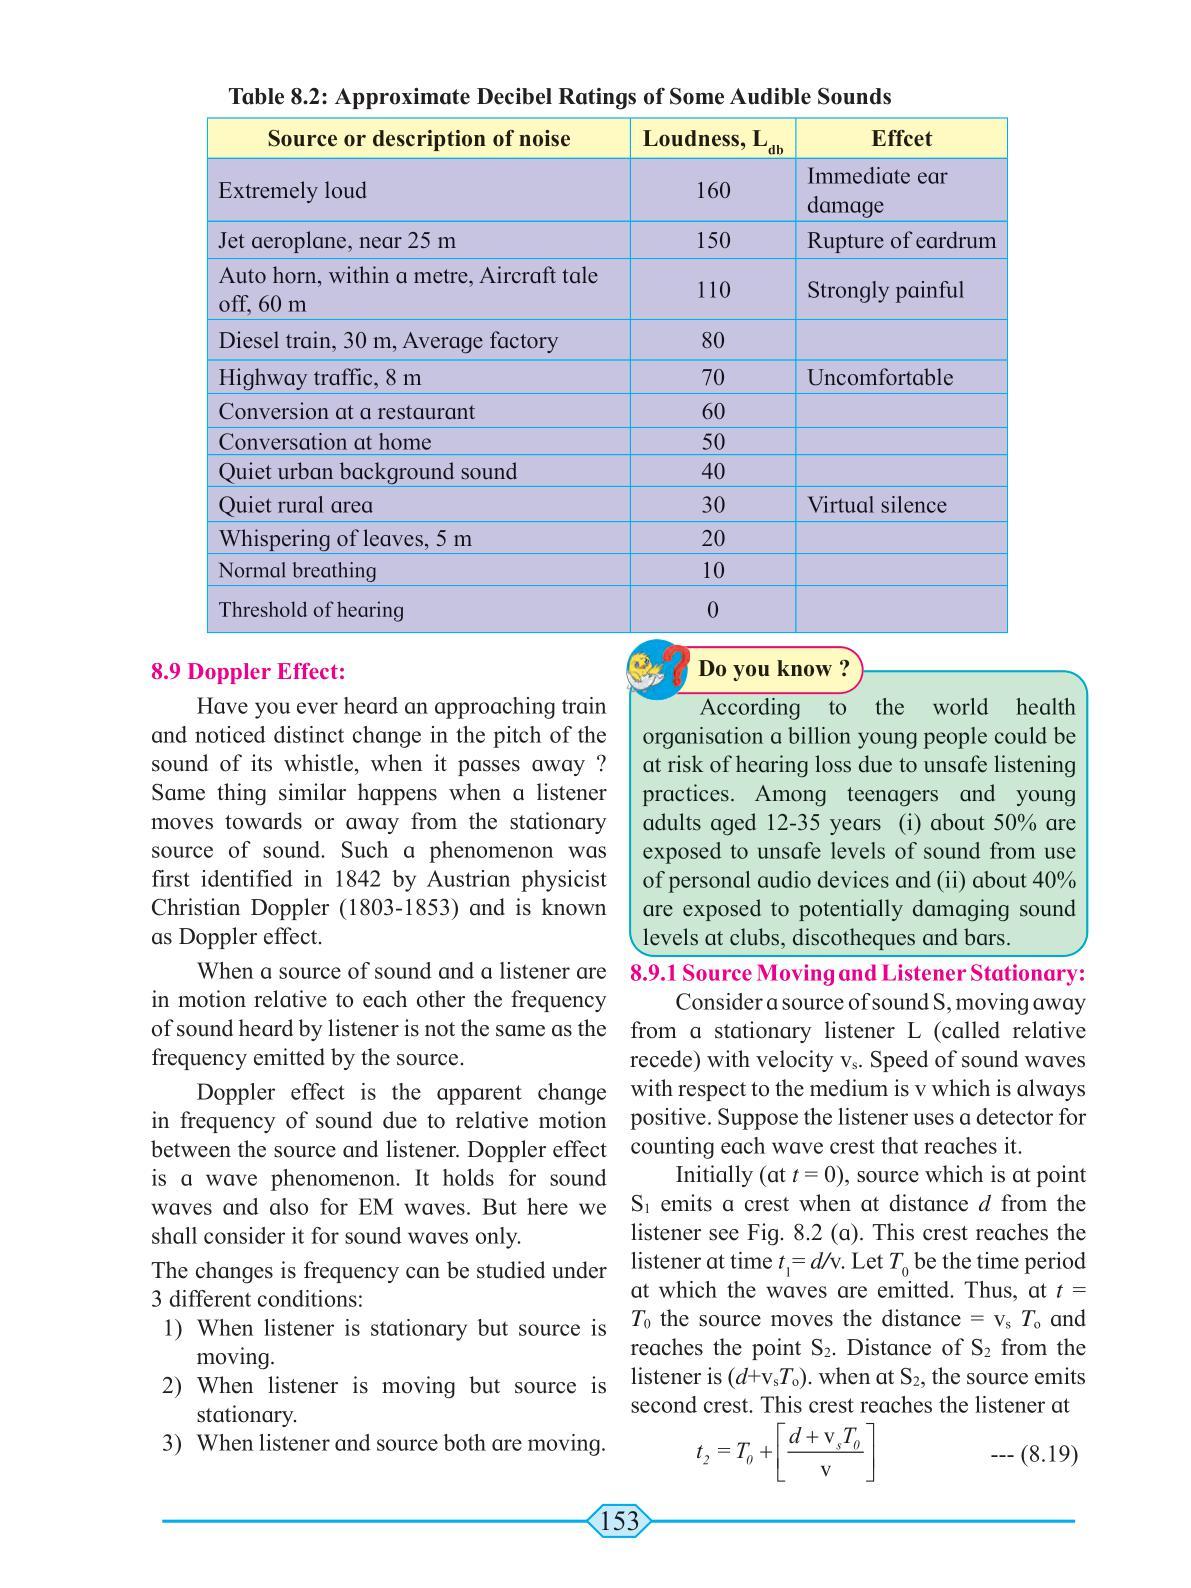 Table 8.2: Approximate Decibel Ratings of Some Audible Sounds
Source or description of noise Loudness, Ldb Effcet
Extremely loud 160 Immediate ear
damage
Jet aeroplane, near 25 m 150 Rupture of eardrum
Auto horn, within a metre, Aircraft tale
off, 60 m 110 Strongly painful
Diesel train, 30 m, Average factory 80
Highway traffic, 8 m 70 Uncomfortable
Conversion at a restaurant 60
Conversation at home 50
Quiet urban background sound 40
Quiet rural area 30 Virtual silence
Whispering of leaves, 5 m 20
Normal breathing 10
Threshold of hearing 0
8.9 Doppler Effect:
Have you ever heard an approaching train
and noticed distinct change in the pitch of the
sound of its whistle, when it passes away ?
Same thing similar happens when a listener
moves towards or away from the stationary
source of sound. Such a phenomenon was
first identified in 1842 by Austrian physicist
Christian Doppler (1803-1853) and is known
as Doppler effect.
When a source of sound and a listener are
in motion relative to each other the frequency
of sound heard by listener is not the same as the
frequency emitted by the source.
Doppler effect is the apparent change
in frequency of sound due to relative motion
between the source and listener. Doppler effect
is a wave phenomenon. It holds for sound
waves and also for EM waves. But here we
shall consider it for sound waves only.
The changes is frequency can be studied under
3 different conditions:
1) When listener is stationary but source is
moving.
2) When listener is moving but source is
stationary.
3) When listener and source both are moving.
Do you know ?
According to the world health
organisation a billion young people could be
at risk of hearing loss due to unsafe listening
practices. Among teenagers and young
adults aged 12-35 years (i) about 50% are
exposed to unsafe levels of sound from use
of personal audio devices and (ii) about 40%
are exposed to potentially damaging sound
levels at clubs, discotheques and bars.
8.9.1 Source Moving and Listener Stationary:
Consider a source of sound S, moving away
from a stationary listener L (called relative
recede) with velocity vs. Speed of sound waves
with respect to the medium is v which is always
positive. Suppose the listener uses a detector for
counting each wave crest that reaches it.
Initially (at t = 0), source which is at point
S1 emits a crest when at distance d from the
listener see Fig. 8.2 (a). This crest reaches the
listener at time t1= d/v. Let T0 be the time period
at which the waves are emitted. Thus, at t =
T0 the source moves the distance = vs To and
reaches the point S2. Distance of S2 from the
listener is (d+vsTo). when at S2, the source emits
second crest. This crest reaches the listener at
t2 = T0 + [(d + vsT0)/v] --- (8.19)
153